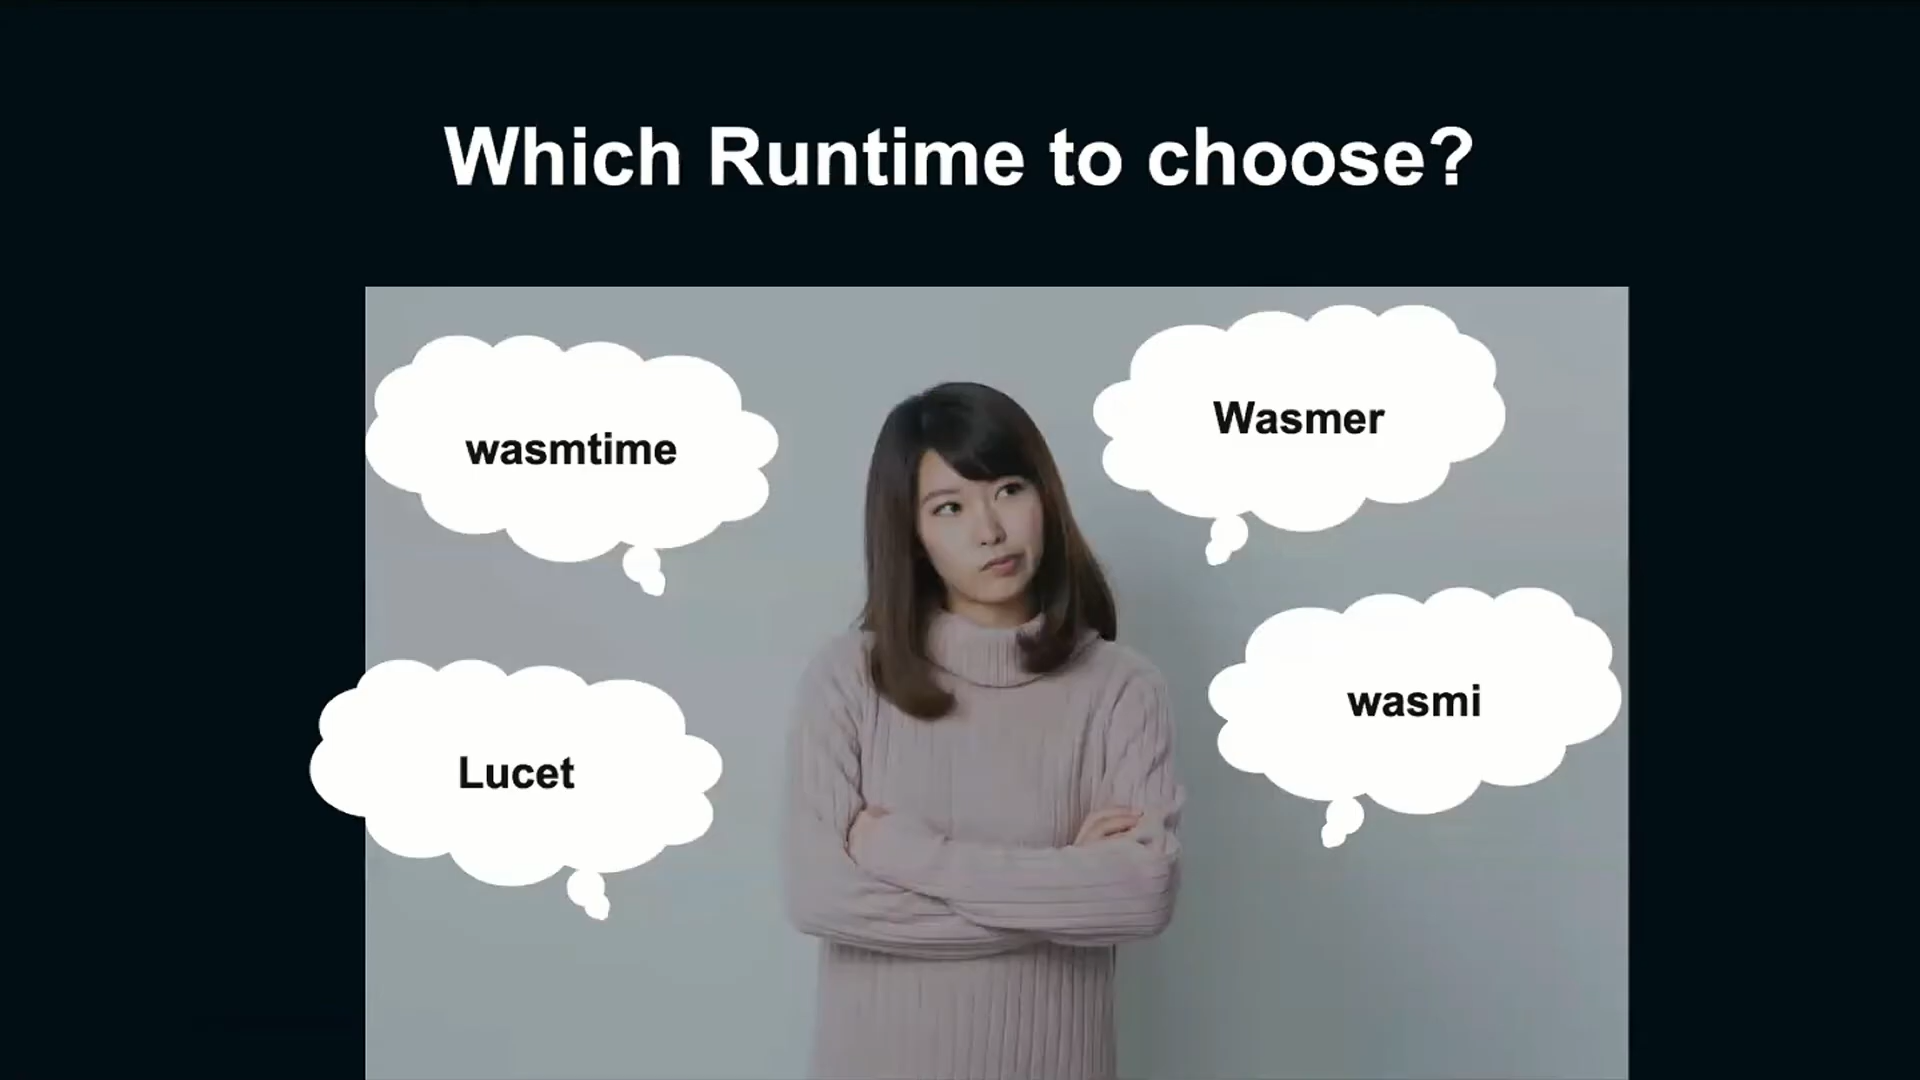 Which Runtime to choose?
wasmtime
Wasmer
Lucet
wasmi